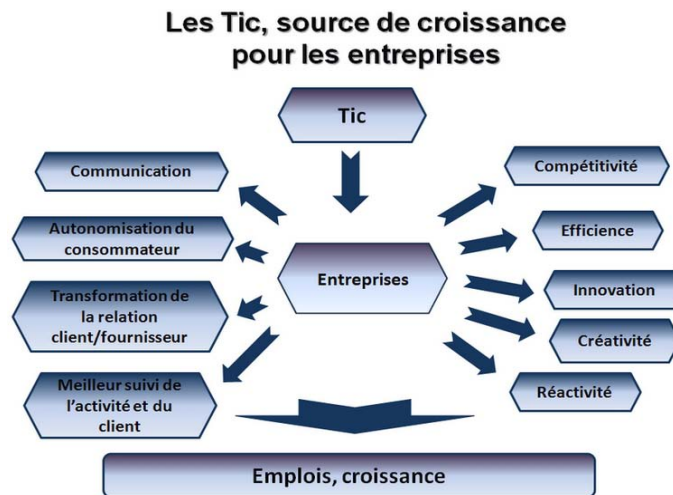 Les Tic, source de croissance
pour les entreprises
Tic
Communication
Compétitivité
Autonomisation du
consommateur
Efficience
Entreprises
Transformation de
la relation
client/fournisseur
Innovation
Créativité
Meilleur suivi de
l'activité et du
client
Réactivité
Emplois, croissance